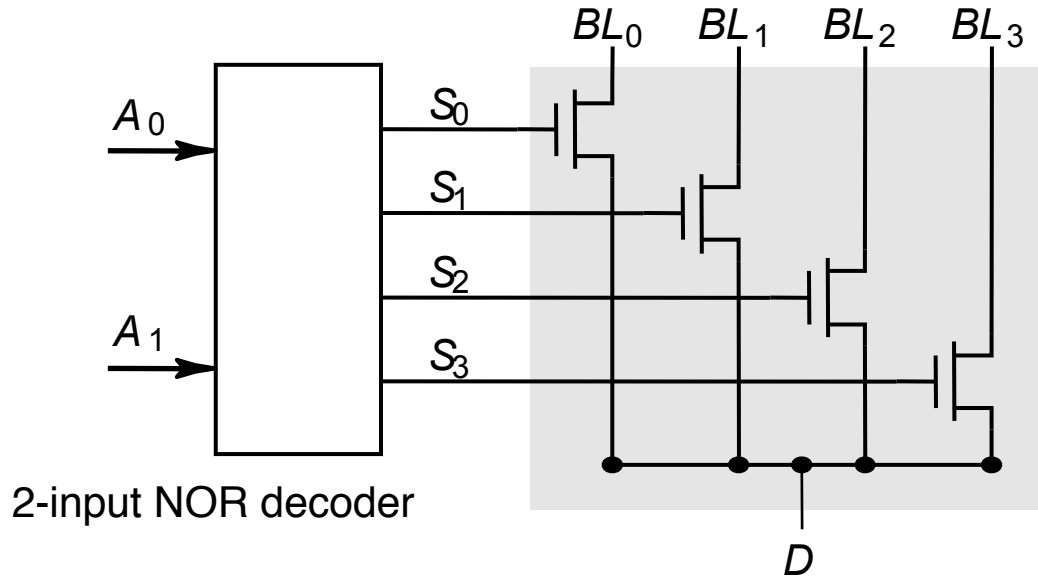 BL0 BL1 BL2 BL3
A0
S0
S1
S2
A1
S3
2-input NOR decoder
D